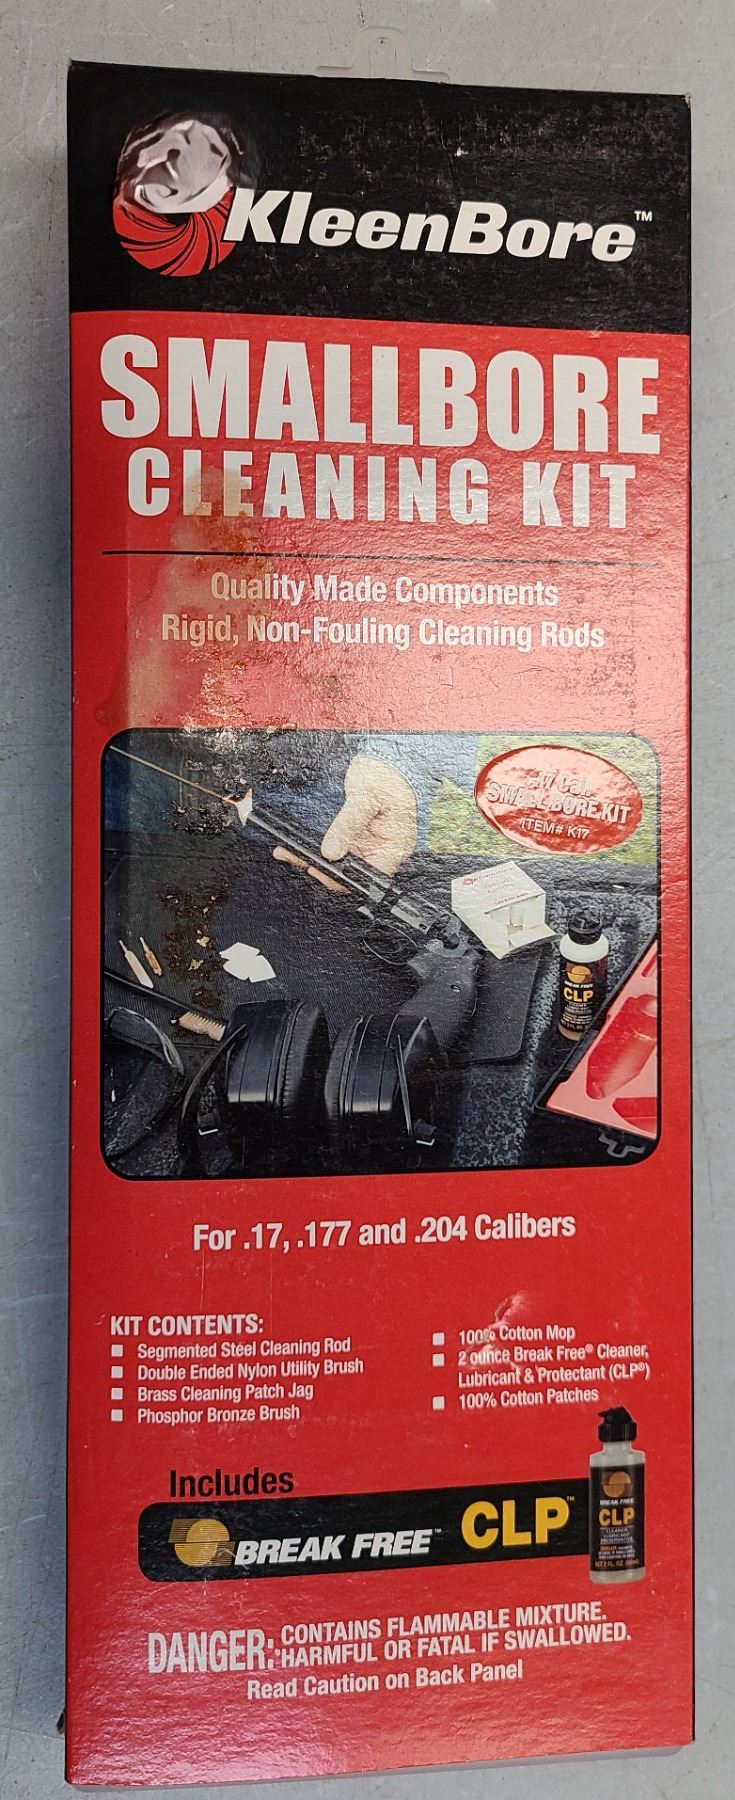 KleenBore™
SMALLBORE
CLEANING KIT
Quality Made Components
Rigid, Non-Fouling Cleaning Rods
.17 Cal.
SMALL BORE KIT
ITEM# K17
BREAK FREE
CLP
For .17, .177 and .204 Calibers
KIT CONTENTS:
Segmented Steel Cleaning Rod
Double Ended Nylon Utility Brush
Brass Cleaning Patch Jag
Phosphor Bronze Brush
100% Cotton Mop
2 ounce Break Free® Cleaner,
Lubricant & Protectant (CLP®)
100% Cotton Patches
Includes
BREAK FREE™ CLP™
BREAK FREE
CLP
DANGER: CONTAINS FLAMMABLE MIXTURE.
HARMFUL OR FATAL IF SWALLOWED.
Read Caution on Back Panel